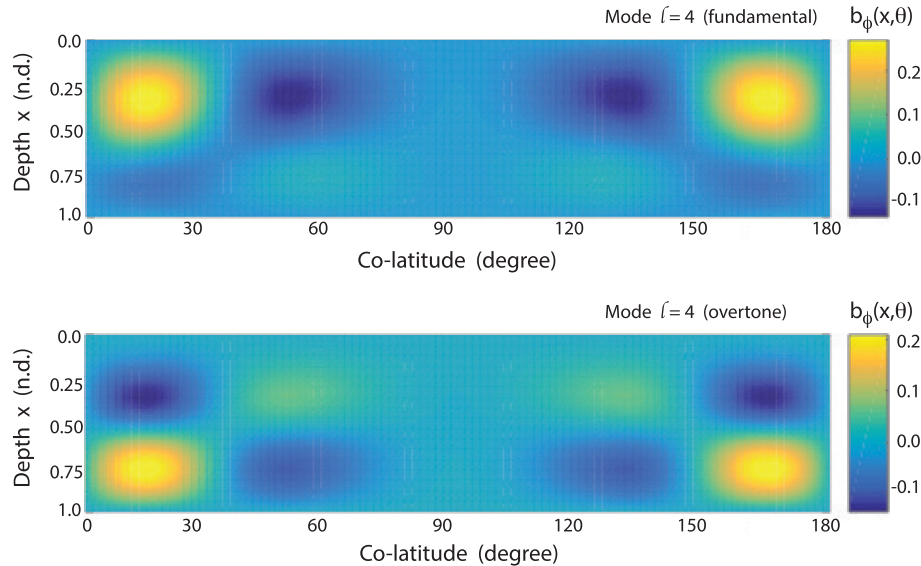 Mode ℓ = 4 (fundamental)
bϕ(x,θ)
Depth x (n.d.)
0.0
0.25
0.50
0.75
1.0
0 30 60 90 120 150 180
Co-latitude (degree)
0.2
0.1
0.0
-0.1
Mode ℓ = 4 (overtone)
bϕ(x,θ)
Depth x (n.d.)
0.0
0.25
0.50
0.75
1.0
0 30 60 90 120 150 180
Co-latitude (degree)
0.2
0.1
0.0
-0.1